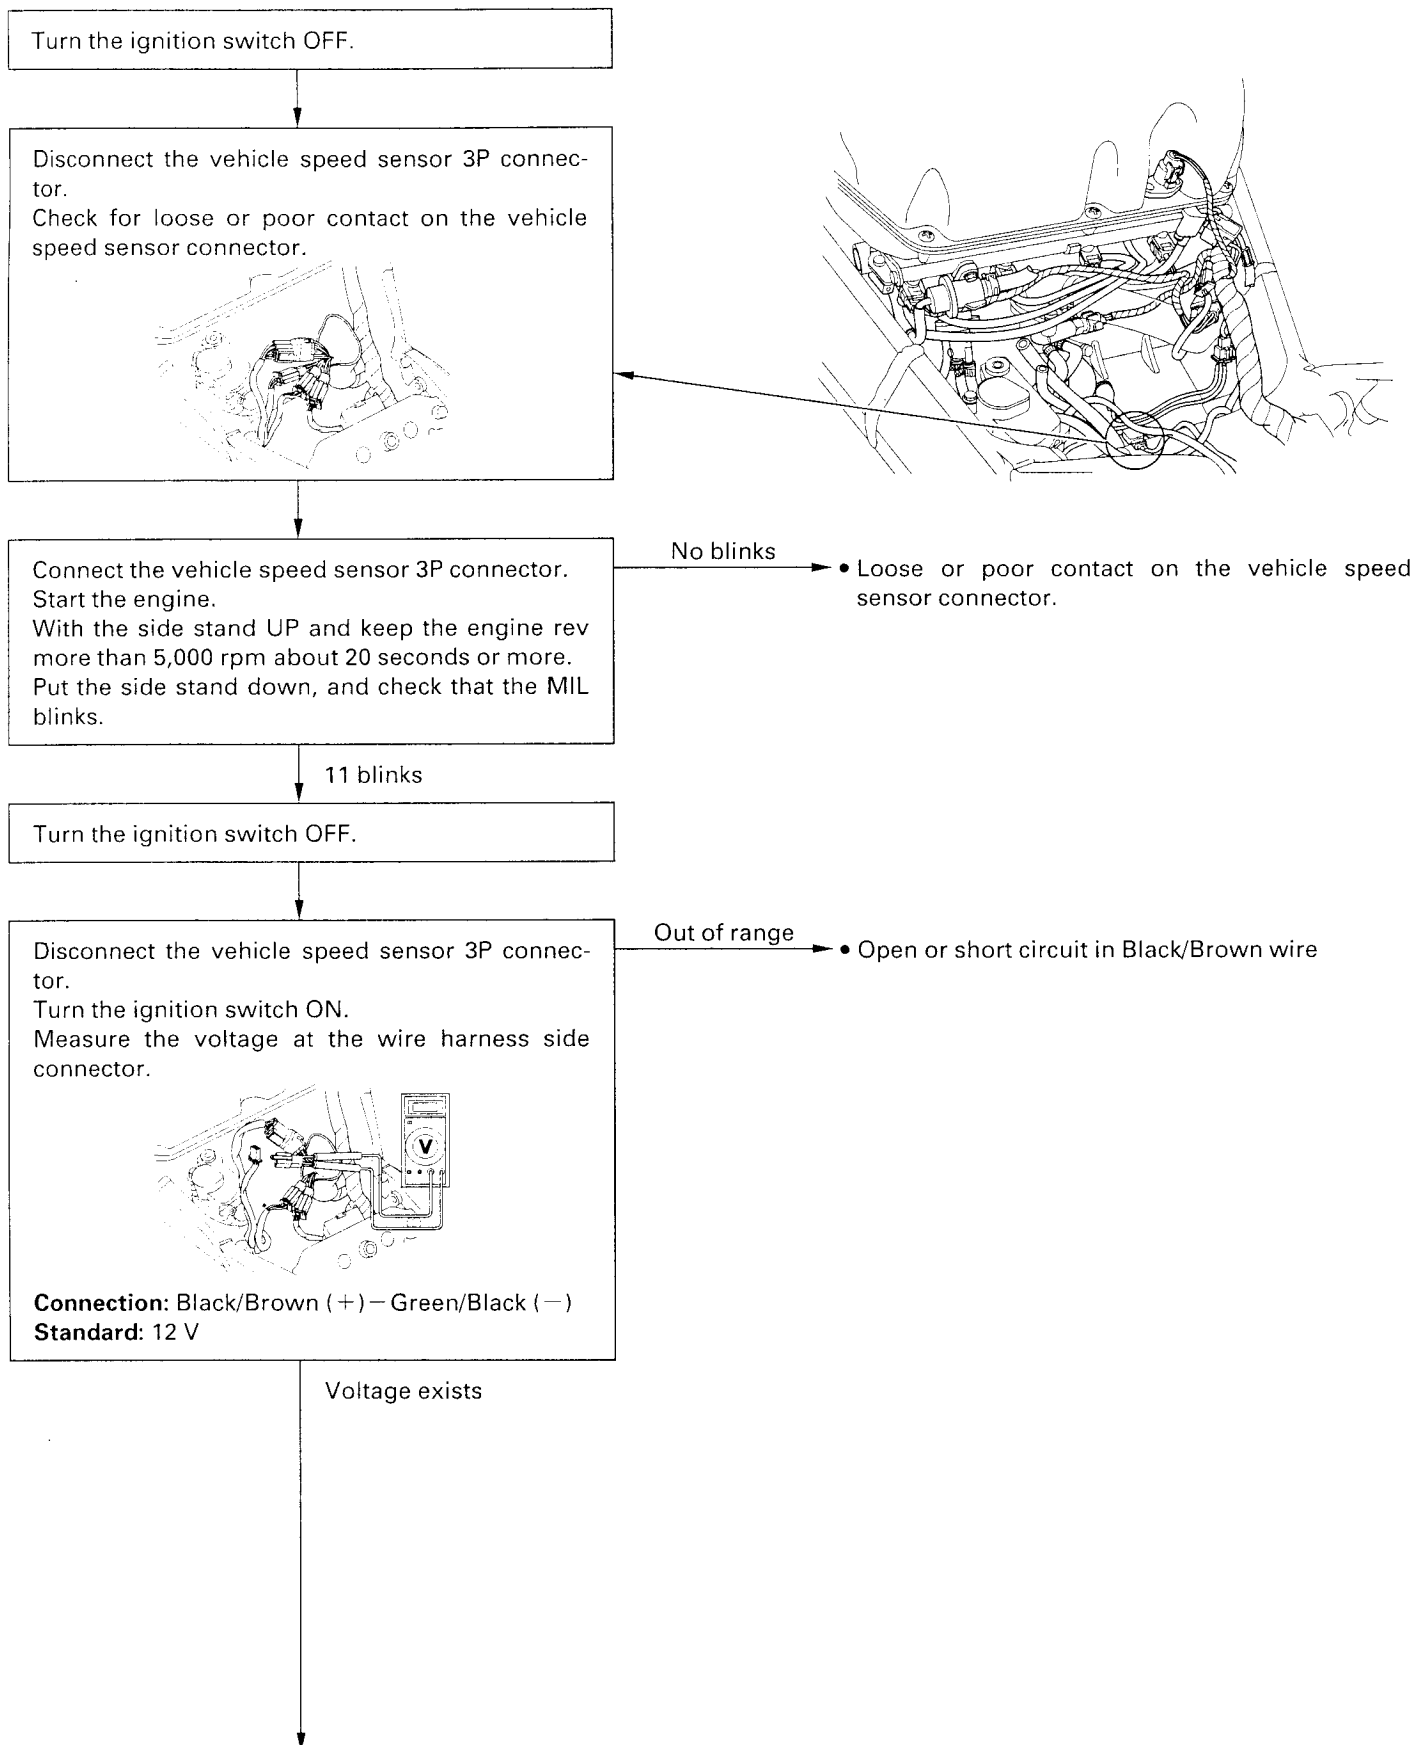 Turn the ignition switch OFF.
Disconnect the vehicle speed sensor 3P connec-
tor.
Check for loose or poor contact on the vehicle
speed sensor connector.
Connect the vehicle speed sensor 3P connector.
Start the engine.
With the side stand UP and keep the engine rev
more than 5,000 rpm about 20 seconds or more.
Put the side stand down, and check that the MIL
blinks.
No blinks
• Loose or poor contact on the vehicle speed
sensor connector.
11 blinks
Turn the ignition switch OFF.
Disconnect the vehicle speed sensor 3P connec-
tor.
Turn the ignition switch ON.
Measure the voltage at the wire harness side
connector.
V
Connection: Black/Brown (+)–Green/Black (–)
Standard: 12 V
Out of range
• Open or short circuit in Black/Brown wire
Voltage exists